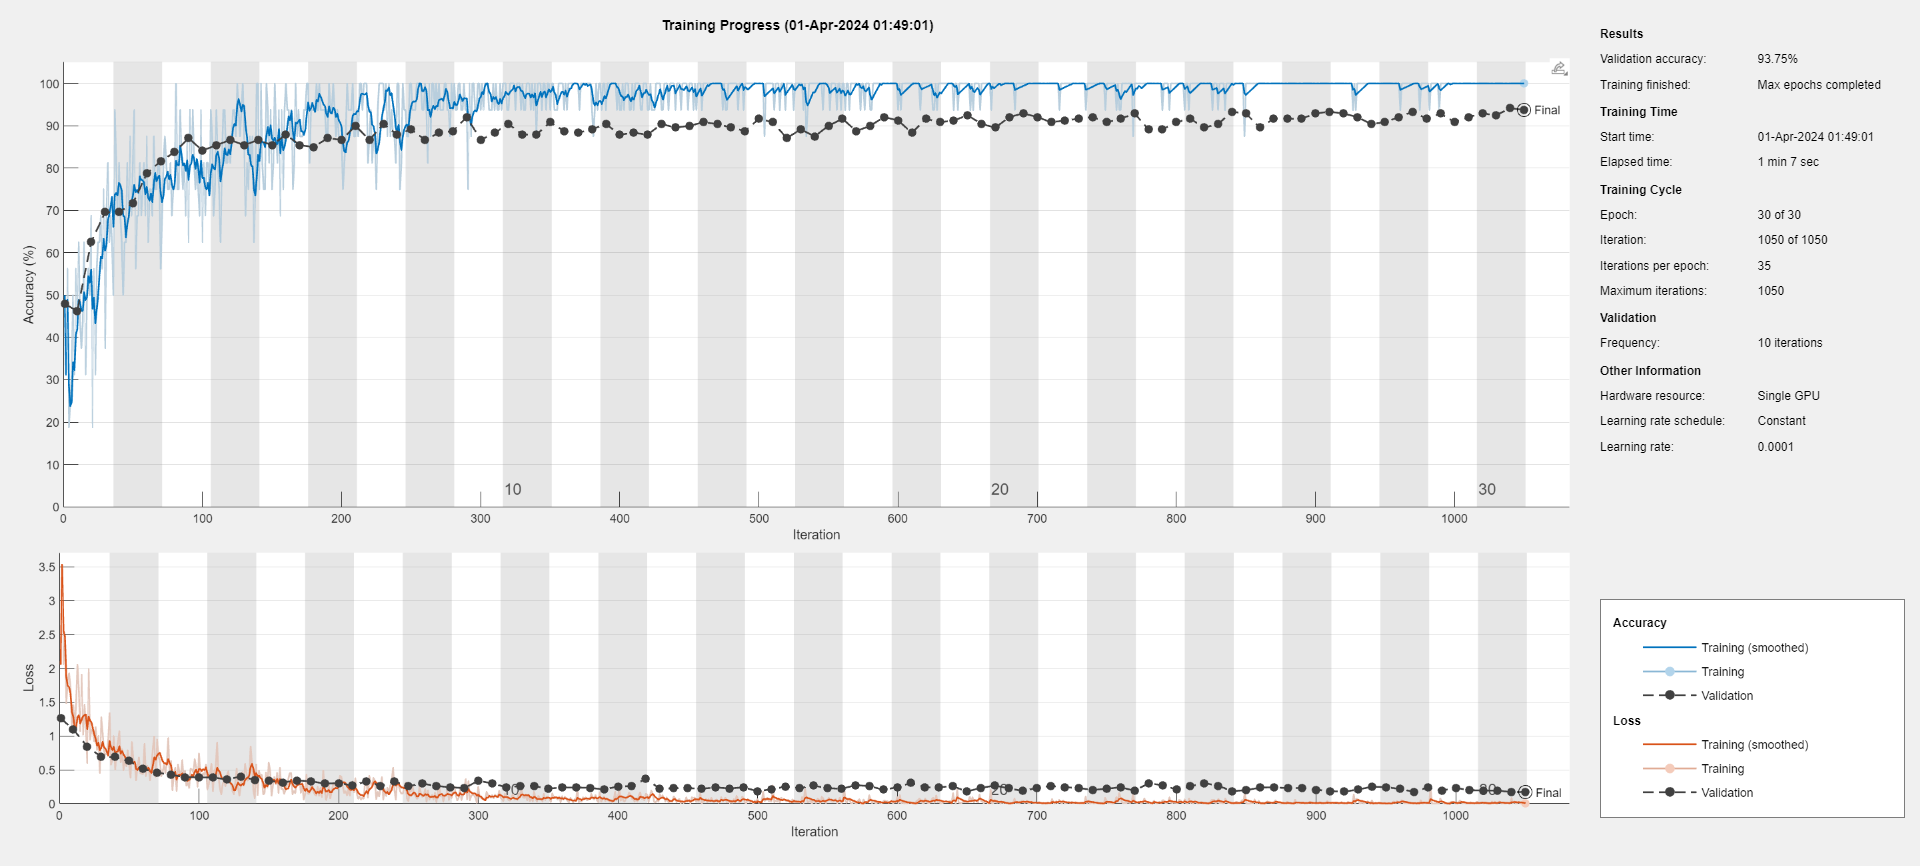 Training Progress (01-Apr-2024 01:49:01)
100
90
80
70
60
50
40
30
20
10
0
Accuracy (%)
Final
10
20
30
0
100
200
300
400
500
600
700
800
900
1000
Iteration
3.5
3
2.5
2
1.5
1
0.5
0
Loss
Final
10
20
30
0
100
200
300
400
500
600
700
800
900
1000
Iteration
Results
Validation accuracy: 93.75%
Training finished: Max epochs completed
Training Time
Start time: 01-Apr-2024 01:49:01
Elapsed time: 1 min 7 sec
Training Cycle
Epoch: 30 of 30
Iteration: 1050 of 1050
Iterations per epoch: 35
Maximum iterations: 1050
Validation
Frequency: 10 iterations
Other Information
Hardware resource: Single GPU
Learning rate schedule: Constant
Learning rate: 0.0001
Accuracy
Training (smoothed)
Training
Validation
Loss
Training (smoothed)
Training
Validation